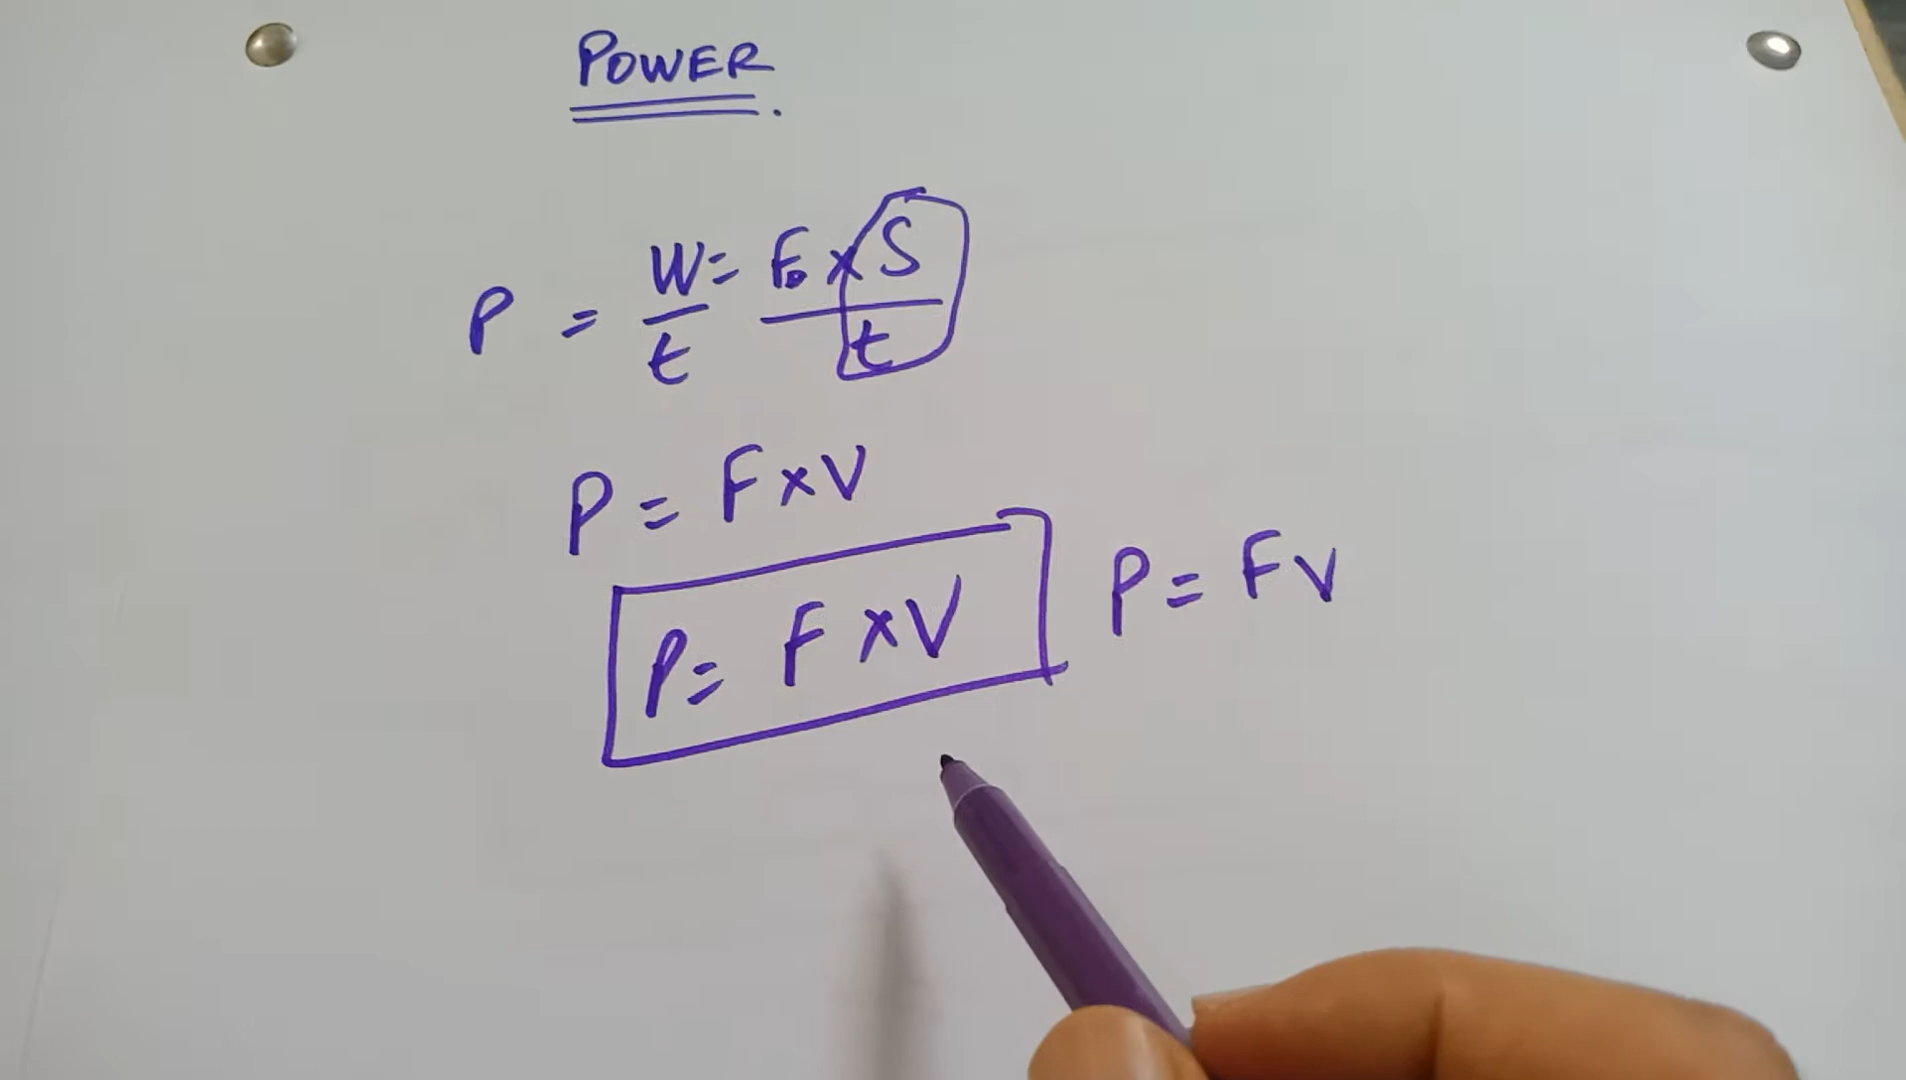 POWER.
P = W/t = F. × S/t
P = F × V
P = F × V
P = FV